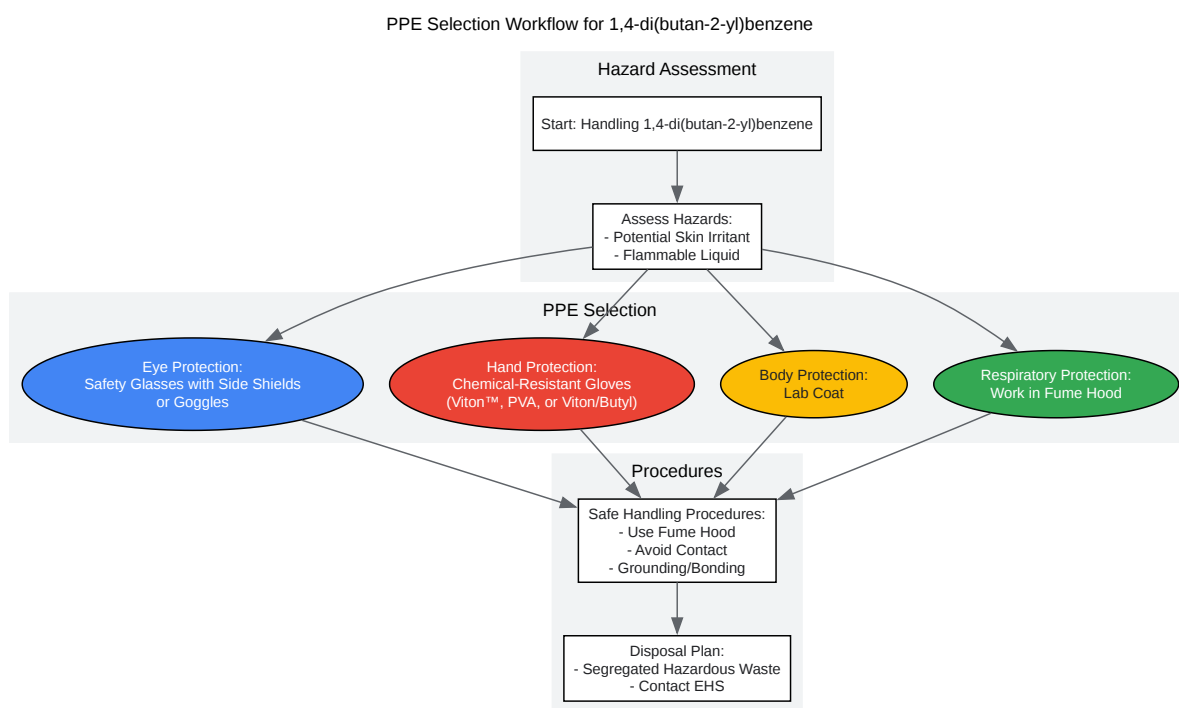 PPE Selection Workflow for 1,4-di(butan-2-yl)benzene
Hazard Assessment
Start: Handling 1,4-di(butan-2-yl)benzene
Assess Hazards:
- Potential Skin Irritant
- Flammable Liquid
PPE Selection
Eye Protection:
Safety Glasses with Side Shields
or Goggles
Hand Protection:
Chemical-Resistant Gloves
(Viton™, PVA, or Viton/Butyl)
Body Protection:
Lab Coat
Respiratory Protection:
Work in Fume Hood
Procedures
Safe Handling Procedures:
- Use Fume Hood
- Avoid Contact
- Grounding/Bonding
Disposal Plan:
- Segregated Hazardous Waste
- Contact EHS